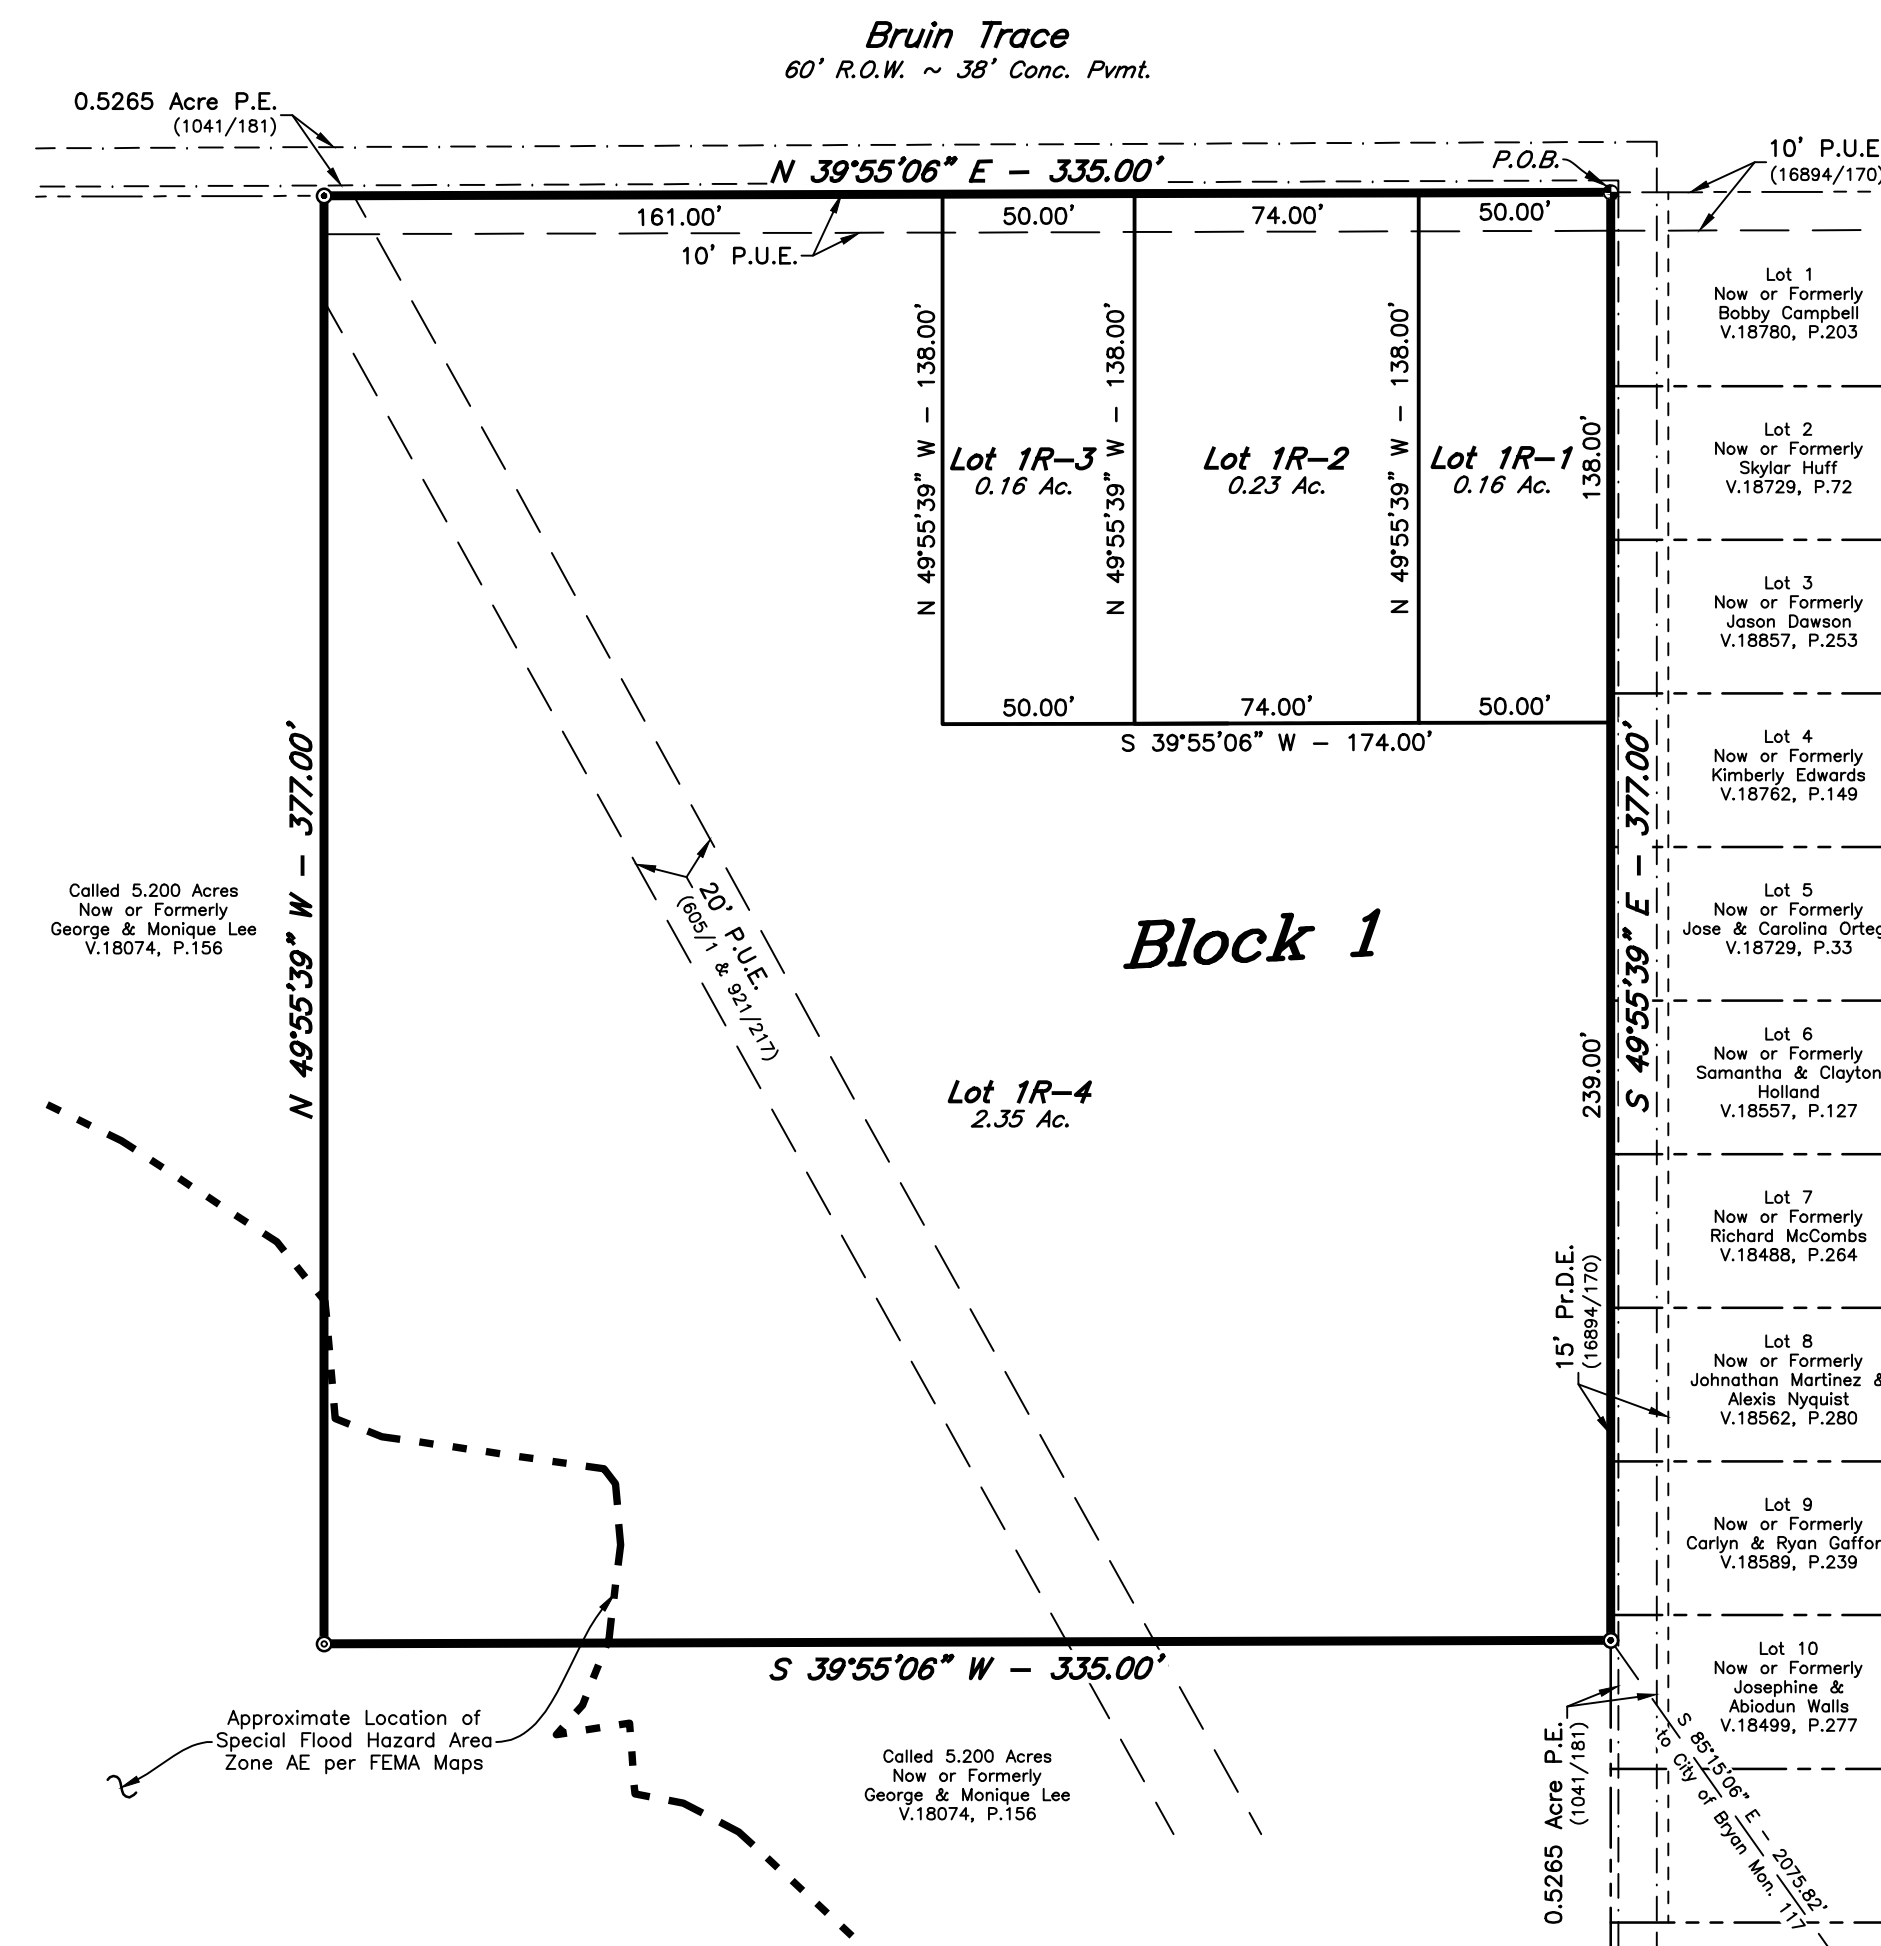 Bruin Trace
60' R.O.W. ~ 38' Conc. Pvmt.
0.5265 Acre P.E.
(1041/181)
N 39°55'06" E - 335.00'
P.O.B.
10' P.U.E
(16894/170)
161.00'
50.00'
74.00'
50.00'
10' P.U.E.
N 49°55'39" W - 138.00'
N 49°55'39" W - 138.00'
N 49°55'39" W - 138.00'
138.00'
Lot 1R-3
0.16 Ac.
Lot 1R-2
0.23 Ac.
Lot 1R-1
0.16 Ac.
50.00'
74.00'
50.00'
S 39°55'06" W - 174.00'
Lot 1
Now or Formerly
Bobby Campbell
V.18780, P.203
Lot 2
Now or Formerly
Skylar Huff
V.18729, P.72
Lot 3
Now or Formerly
Jason Dawson
V.18857, P.253
Lot 4
Now or Formerly
Kimberly Edwards
V.18762, P.149
Lot 5
Now or Formerly
Jose & Carolina Orteg
V.18729, P.33
Lot 6
Now or Formerly
Samantha & Clayton
Holland
V.18557, P.127
Lot 7
Now or Formerly
Richard McCombs
V.18488, P.264
Lot 8
Now or Formerly
Johnathan Martinez &
Alexis Nyquist
V.18562, P.280
Lot 9
Now or Formerly
Carlyn & Ryan Gaffor
V.18589, P.239
Lot 10
Now or Formerly
Josephine &
Abiodun Walls
V.18499, P.277
N 49°55'39" W - 377.00'
S 49°55'39" E - 377.00'
Called 5.200 Acres
Now or Formerly
George & Monique Lee
V.18074, P.156
20' P.U.E.
(605/1 & 921/217)
Block 1
Lot 1R-4
2.35 Ac.
239.00'
15' Pr.D.E.
(16894/170)
S 39°55'06" W - 335.00'
Approximate Location of
Special Flood Hazard Area
Zone AE per FEMA Maps
Called 5.200 Acres
Now or Formerly
George & Monique Lee
V.18074, P.156
0.5265 Acre P.E.
(1041/181)
S 85°15'06" E - 2075.82'
to City of Bryan Mon. 117